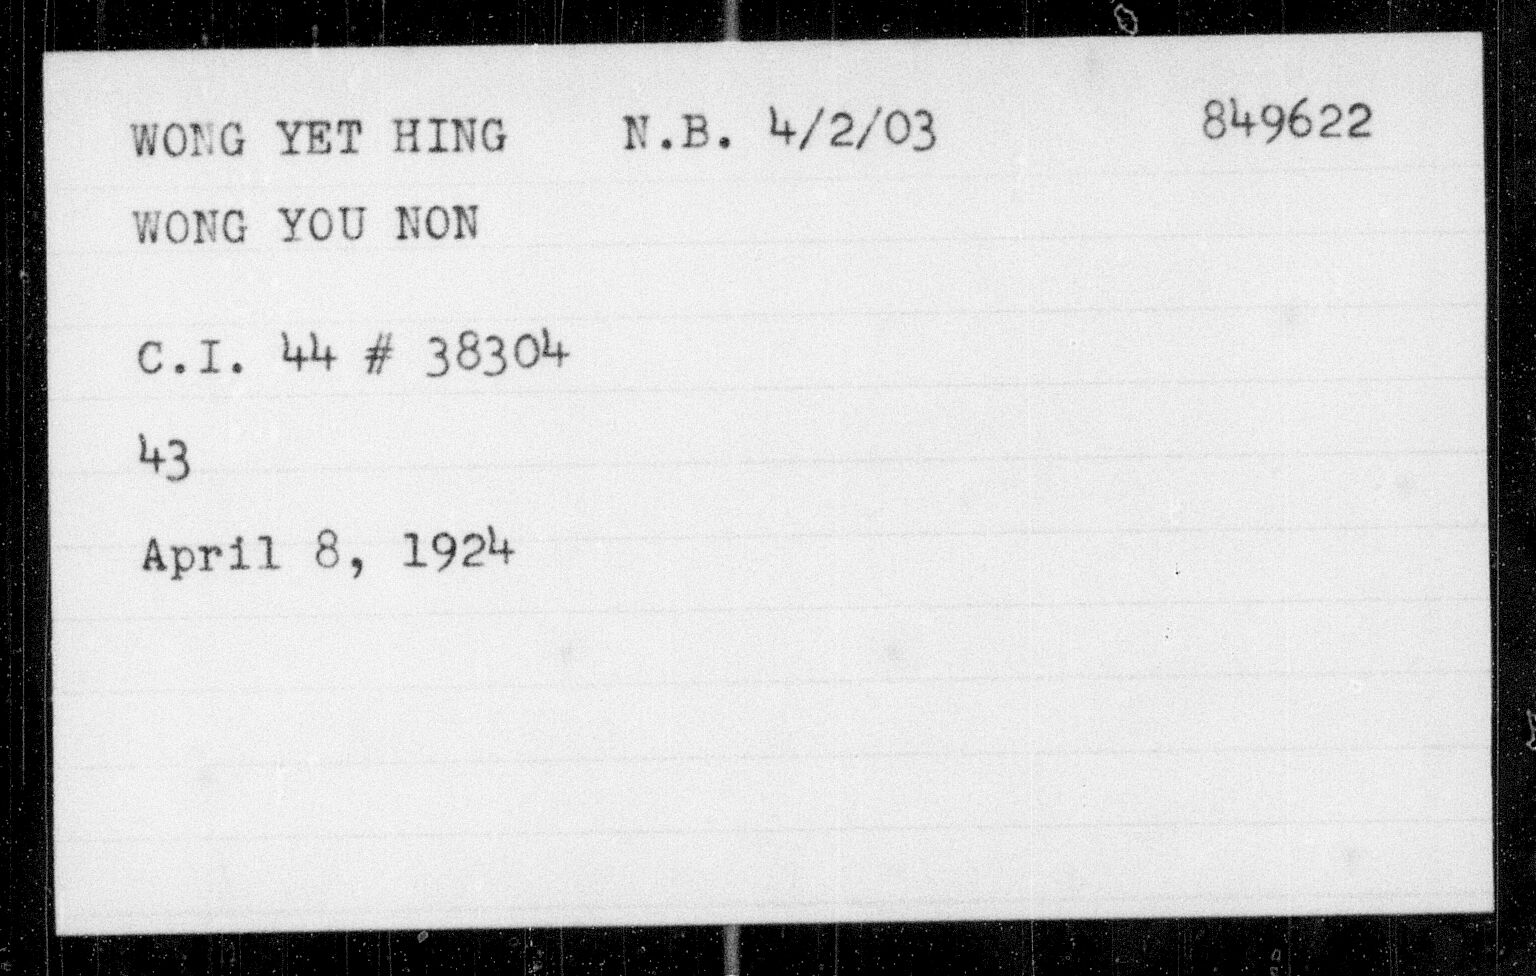 WONG YET HING N.B. 4/2/03 849622
WONG YOU NON
C.I. 44 # 38304
43
April 8, 1924